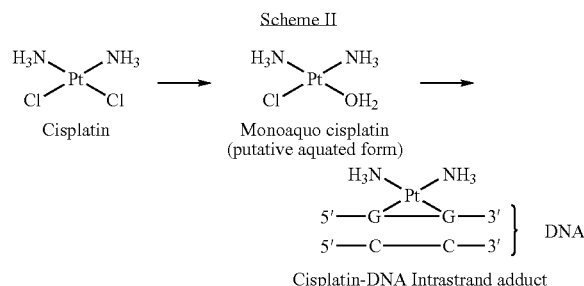 Scheme II
H₃N NH₃ H₃N NH₃
Pt Pt
Cl Cl Cl OH₂
Cisplatin Monoaquo cisplatin
(putative aquated form)
H₃N NH₃
Pt
5′ G G 3′
DNA
5′ C C 3′
Cisplatin-DNA Intrastrand adduct